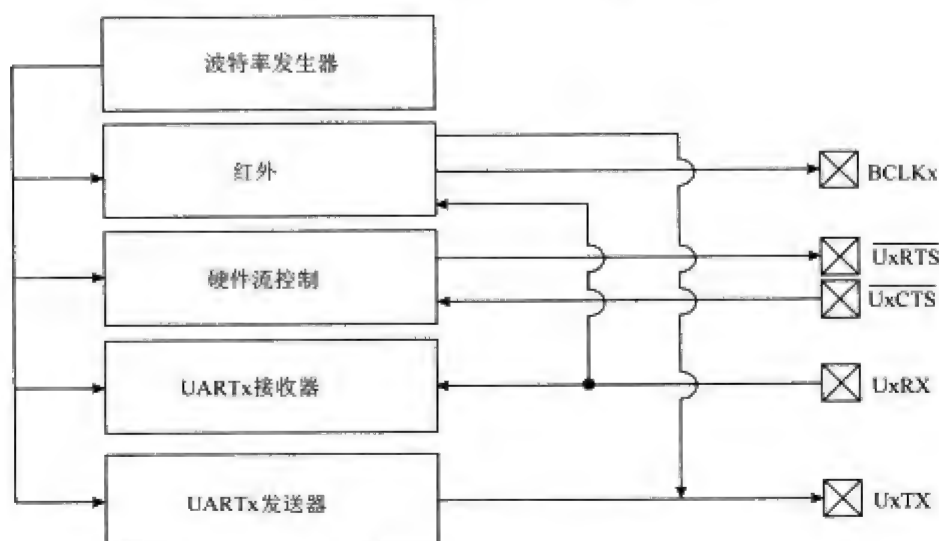 波特率发生器
红外
BCLKx
硬件流控制
UxRTS
UxCTS
UARTx接收器
UxRX
UARTx发送器
UxTX